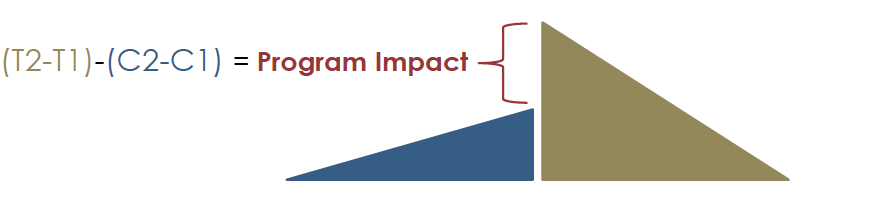 (T2-T1)-(C2-C1) = Program Impact